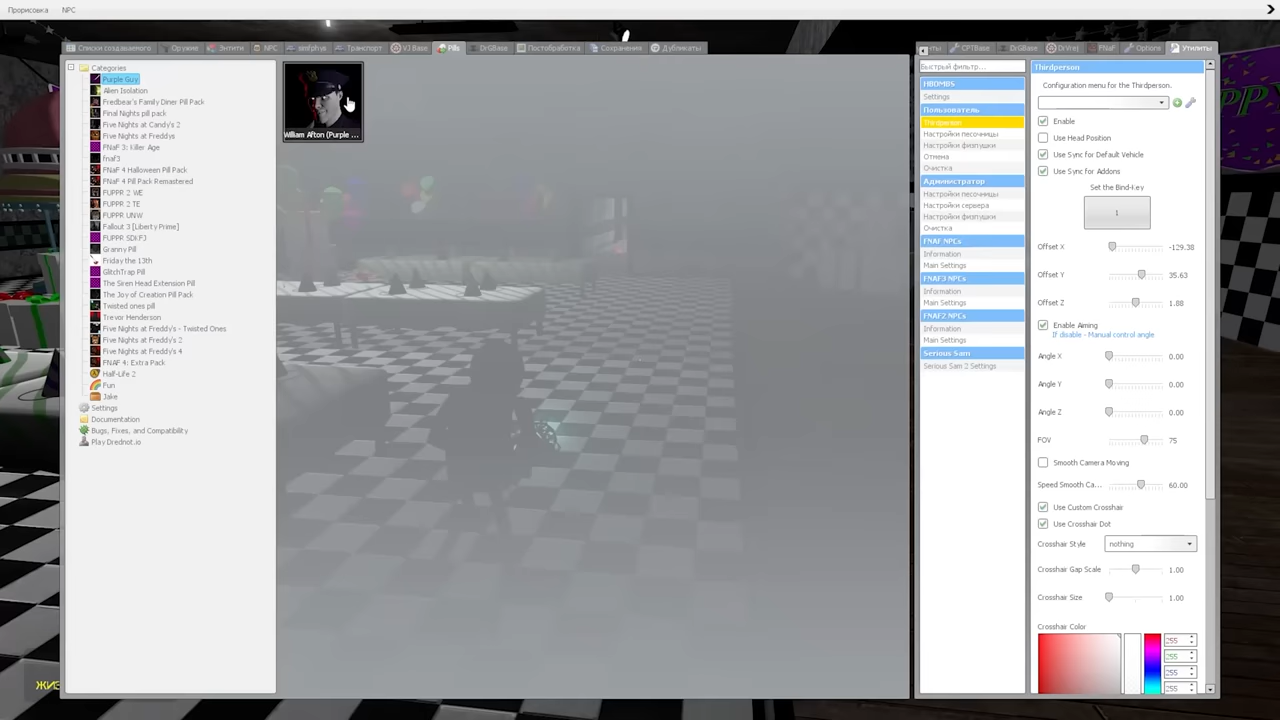 Прорисовка NPC
Списки создаваемого Оружие Энтити NPC smfphys Транспорт VJ Base Pills DrGBase Постобработка Сохранения Дубликаты
Categories
Purple Guy
Alien Isolation
Fredbear's Family Diner Pill Pack
Final Nights pill pack
Five Nights at Candy's 2
Five Nights at Freddys
FNaF 3: Killer Age
fnaf3
FNaF 4 Halloween Pill Pack
FNaF 4 Pill Pack Remastered
FUPPR 2 WE
FUPPR 2 TE
FUPPR UNW
Fallout 3 [Liberty Prime]
FUPPR SDI:FJ
Granny Pill
Friday the 13th
GlitchTrap Pill
The Siren Head Extension Pill
The Joy of Creation Pill Pack
Twisted ones pill
Trevor Henderson
Five Nights at Freddy's - Twisted Ones
Five Nights at Freddy's 2
Five Nights at Freddy's 4
FNAF 4: Extra Pack
Half-Life 2
Fun
Jake
Settings
Documentation
Bugs, Fixes, and Compatibility
Play Drednot.io
William Afton (Purple ...
ЖИЗ
нты CPTBase DrGBase DrVrej FNaF Options Утилиты
Быстрый фильтр...
HBOMBS
Settings
Пользователь
Thirdperson
Настройки песочницы
Настройки физпушки
Отмена
Очистка
Администратор
Настройки песочницы
Настройки сервера
Настройки физпушки
Очистка
FNAF NPCs
Information
Main Settings
FNAF3 NPCs
Information
Main Settings
FNAF2 NPCs
Information
Main Settings
Serious Sam
Serious Sam 2 Settings
Thirdperson
Configuration menu for the Thirdperson.
Enable
Use Head Position
Use Sync for Default Vehicle
Use Sync for Addons
Set the Bind-Key
1
Offset X -129.38
Offset Y 35.63
Offset Z 1.88
Enable Aiming
If disable - Manual control angle
Angle X 0.00
Angle Y 0.00
Angle Z 0.00
FOV 75
Smooth Camera Moving
Speed Smooth Ca... 60.00
Use Custom Crosshair
Use Crosshair Dot
Crosshair Style nothing
Crosshair Gap Scale 1.00
Crosshair Size 1.00
Crosshair Color
255
255
255
255